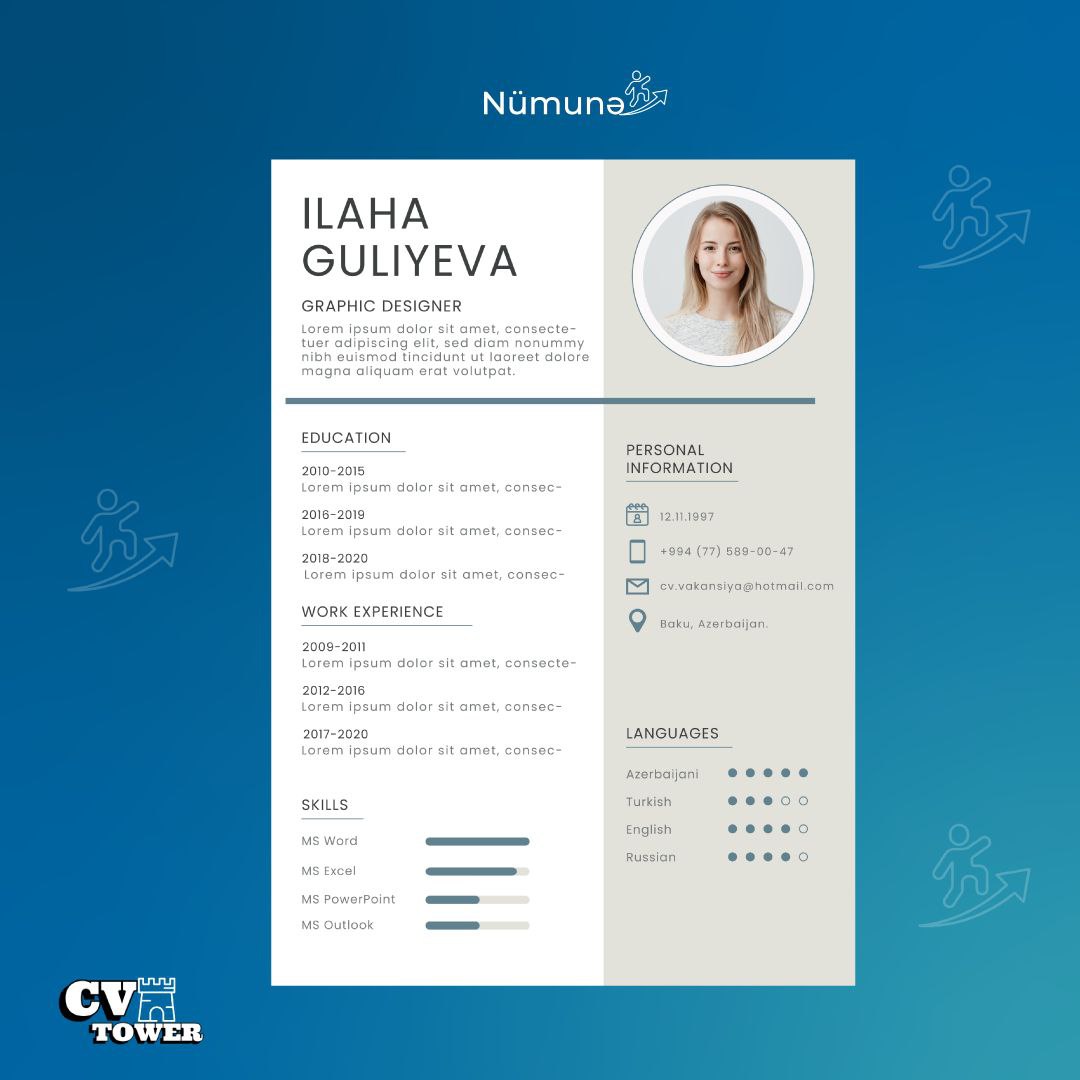 Nümunə
ILAHA
GULIYEVA
GRAPHIC DESIGNER
Lorem ipsum dolor sit amet, consecte-
tuer adipiscing elit, sed diam nonummy
nibh euismod tincidunt ut laoreet dolore
magna aliquam erat volutpat.
EDUCATION
2010-2015
Lorem ipsum dolor sit amet, consec-
2016-2019
Lorem ipsum dolor sit amet, consec-
2018-2020
Lorem ipsum dolor sit amet, consec-
WORK EXPERIENCE
2009-2011
Lorem ipsum dolor sit amet, consecte-
2012-2016
Lorem ipsum dolor sit amet, consec-
2017-2020
Lorem ipsum dolor sit amet, consec-
SKILLS
MS Word
MS Excel
MS PowerPoint
MS Outlook
PERSONAL
INFORMATION
12.11.1997
+994 (77) 589-00-47
cv.vakansiya@hotmail.com
Baku, Azerbaijan.
LANGUAGES
Azerbaijani
Turkish
English
Russian
CV
TOWER